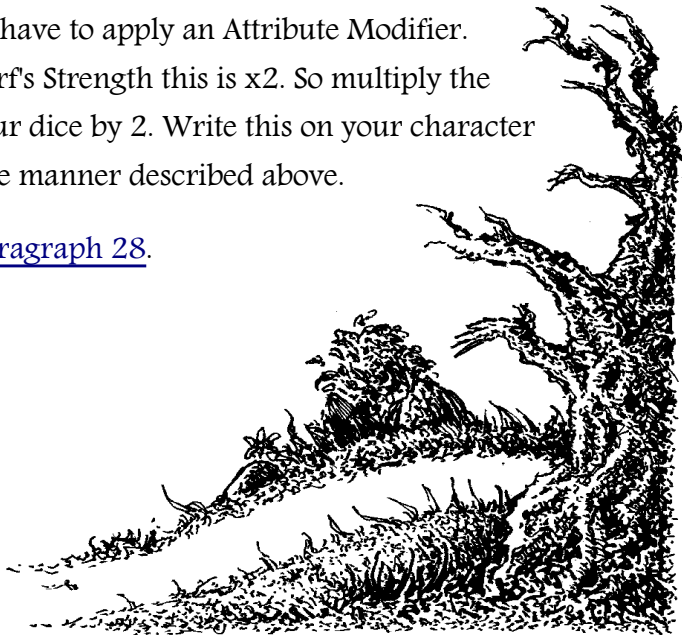 have to apply an Attribute Modifier.
rf's Strength this is x2. So multiply the
ur dice by 2. Write this on your character
e manner described above.
ragraph 28.